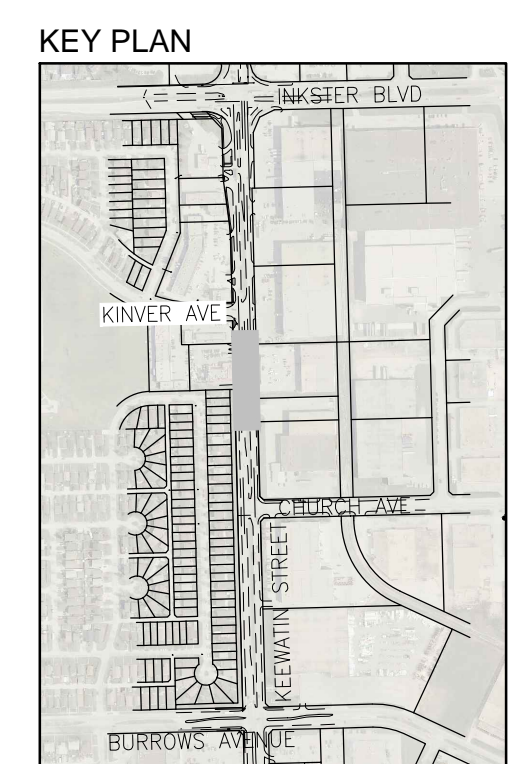 KEY PLAN
INKSTER BLVD
KINVER AVE
CHURCH AVE
KEEWATIN STREET
BURROWS AVENUE